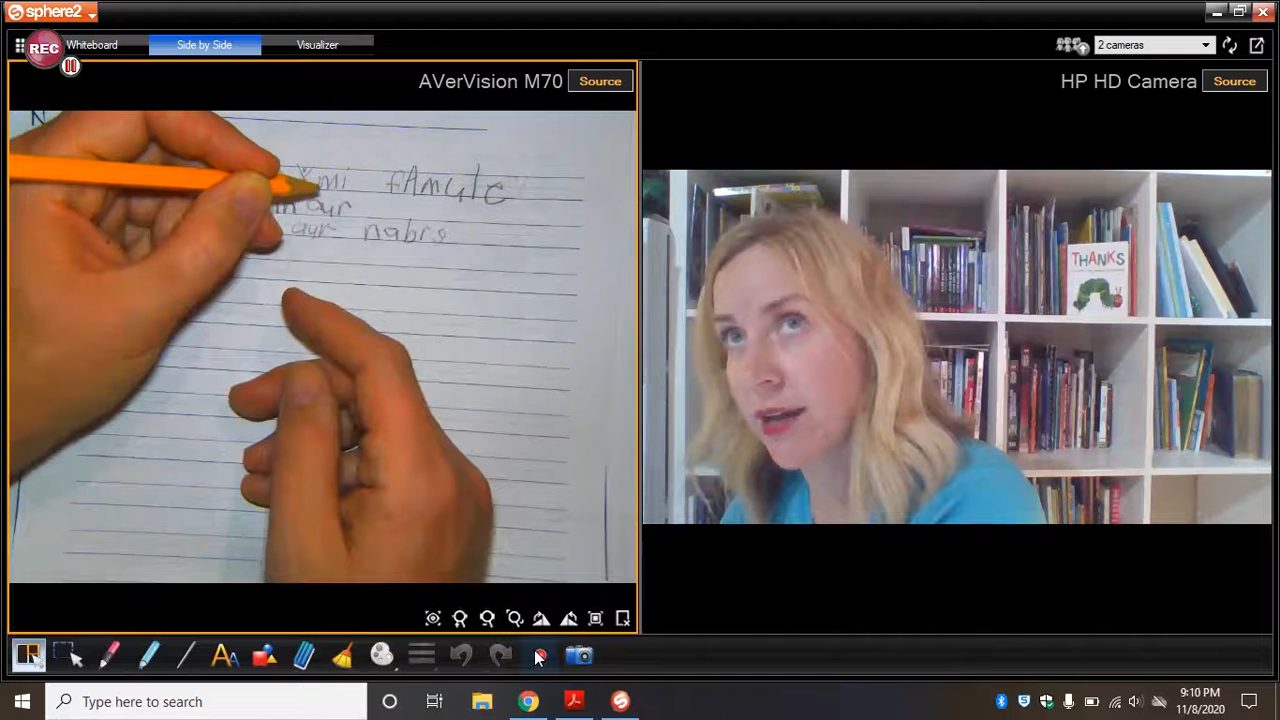 sphere2
REC
Whiteboard
Side by Side
Visualizer
2 cameras
AVerVision M70
Source
HP HD Camera
Source
N
mi fAmule
in our
our nabrs
THANKS
Type here to search
9:10 PM
11/8/2020